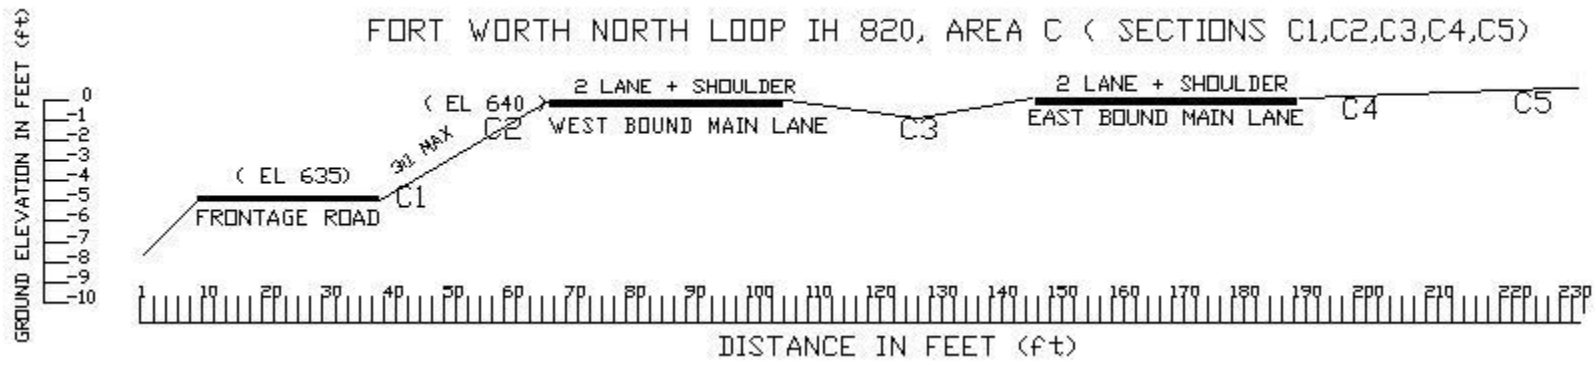 FORT WORTH NORTH LOOP IH 820, AREA C ( SECTIONS C1,C2,C3,C4,C5)
GROUND ELEVATION IN FEET (ft)
0
-1
-2
-3
-4
-5
-6
-7
-8
-9
-10
( EL 635)
FRONTAGE ROAD
C1
3:1 MAX
( EL 640)
C2
2 LANE + SHOULDER
WEST BOUND MAIN LANE
C3
2 LANE + SHOULDER
EAST BOUND MAIN LANE
C4
C5
1 10 20 30 40 50 60 70 80 90 100 110 120 130 140 150 160 170 180 190 200 210 220 230
DISTANCE IN FEET (ft)